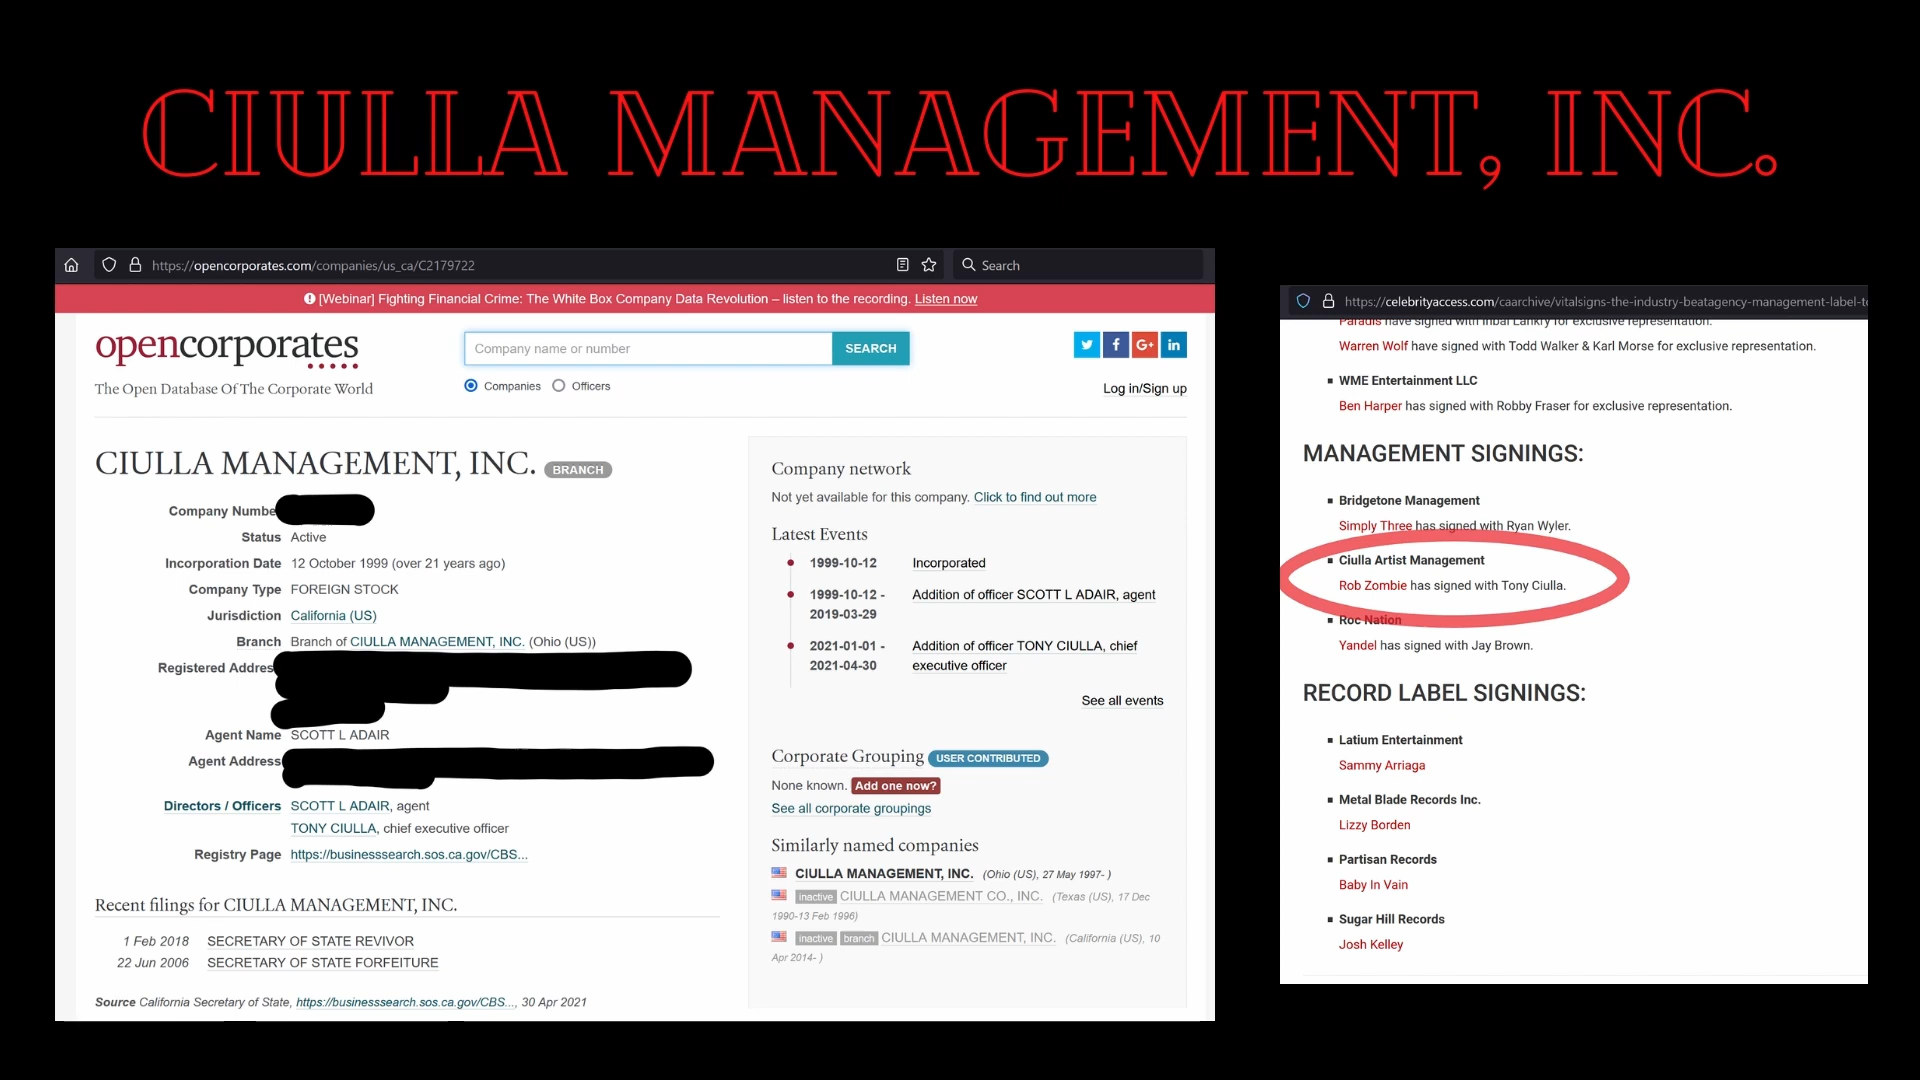 CIULLA MANAGEMENT, INC.
https://opencorporates.com/companies/us_ca/C2179722
Search
[Webinar] Fighting Financial Crime: The White Box Company Data Revolution – listen to the recording. Listen now
opencorporates
The Open Database Of The Corporate World
Company name or number
SEARCH
Companies
Officers
Log in/Sign up
CIULLA MANAGEMENT, INC. BRANCH
Company Numbe
Status Active
Incorporation Date 12 October 1999 (over 21 years ago)
Company Type FOREIGN STOCK
Jurisdiction California (US)
Branch Branch of CIULLA MANAGEMENT, INC. (Ohio (US))
Registered Addres
Agent Name SCOTT L ADAIR
Agent Address
Directors / Officers SCOTT L ADAIR, agent
TONY CIULLA, chief executive officer
Registry Page https://businesssearch.sos.ca.gov/CBS...
Recent filings for CIULLA MANAGEMENT, INC.
1 Feb 2018 SECRETARY OF STATE REVIVOR
22 Jun 2006 SECRETARY OF STATE FORFEITURE
Source California Secretary of State, https://businesssearch.sos.ca.gov/CBS..., 30 Apr 2021
Company network
Not yet available for this company. Click to find out more
Latest Events
1999-10-12 Incorporated
1999-10-12 - Addition of officer SCOTT L ADAIR, agent
2019-03-29
2021-01-01 - Addition of officer TONY CIULLA, chief
2021-04-30 executive officer
See all events
Corporate Grouping USER CONTRIBUTED
None known. Add one now?
See all corporate groupings
Similarly named companies
CIULLA MANAGEMENT, INC. (Ohio (US), 27 May 1997- )
inactive CIULLA MANAGEMENT CO., INC. (Texas (US), 17 Dec
1990-13 Feb 1996)
inactive branch CIULLA MANAGEMENT, INC. (California (US), 10
Apr 2014- )
https://celebrityaccess.com/caarchive/vitalsigns-the-industry-beatagency-management-label-t
Paradis have signed with Inbal Lankry for exclusive representation.
Warren Wolf have signed with Todd Walker & Karl Morse for exclusive representation.
WME Entertainment LLC
Ben Harper has signed with Robby Fraser for exclusive representation.
MANAGEMENT SIGNINGS:
Bridgetone Management
Simply Three has signed with Ryan Wyler.
Ciulla Artist Management
Rob Zombie has signed with Tony Ciulla.
Roc Nation
Yandel has signed with Jay Brown.
RECORD LABEL SIGNINGS:
Latium Entertainment
Sammy Arriaga
Metal Blade Records Inc.
Lizzy Borden
Partisan Records
Baby In Vain
Sugar Hill Records
Josh Kelley